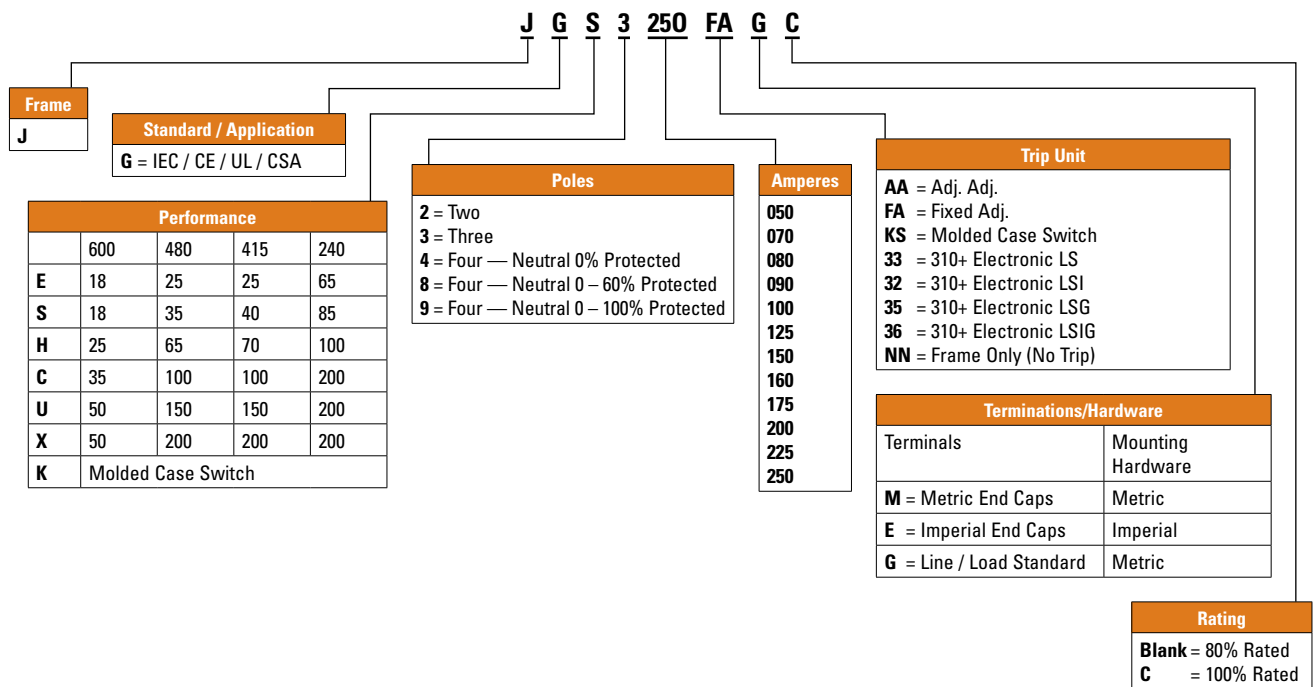 J G S 3 250 FA G C
Frame
J
Standard / Application
G = IEC / CE / UL / CSA
Performance
600 480 415 240
E 18 25 25 65
S 18 35 40 85
H 25 65 70 100
C 35 100 100 200
U 50 150 150 200
X 50 200 200 200
K Molded Case Switch
Poles
2 = Two
3 = Three
4 = Four — Neutral 0% Protected
8 = Four — Neutral 0 – 60% Protected
9 = Four — Neutral 0 – 100% Protected
Amperes
050
070
080
090
100
125
150
160
175
200
225
250
Trip Unit
AA = Adj. Adj.
FA = Fixed Adj.
KS = Molded Case Switch
33 = 310+ Electronic LS
32 = 310+ Electronic LSI
35 = 310+ Electronic LSG
36 = 310+ Electronic LSIG
NN = Frame Only (No Trip)
Terminations/Hardware
Terminals Mounting
Hardware
M = Metric End Caps Metric
E = Imperial End Caps Imperial
G = Line / Load Standard Metric
Rating
Blank = 80% Rated
C = 100% Rated